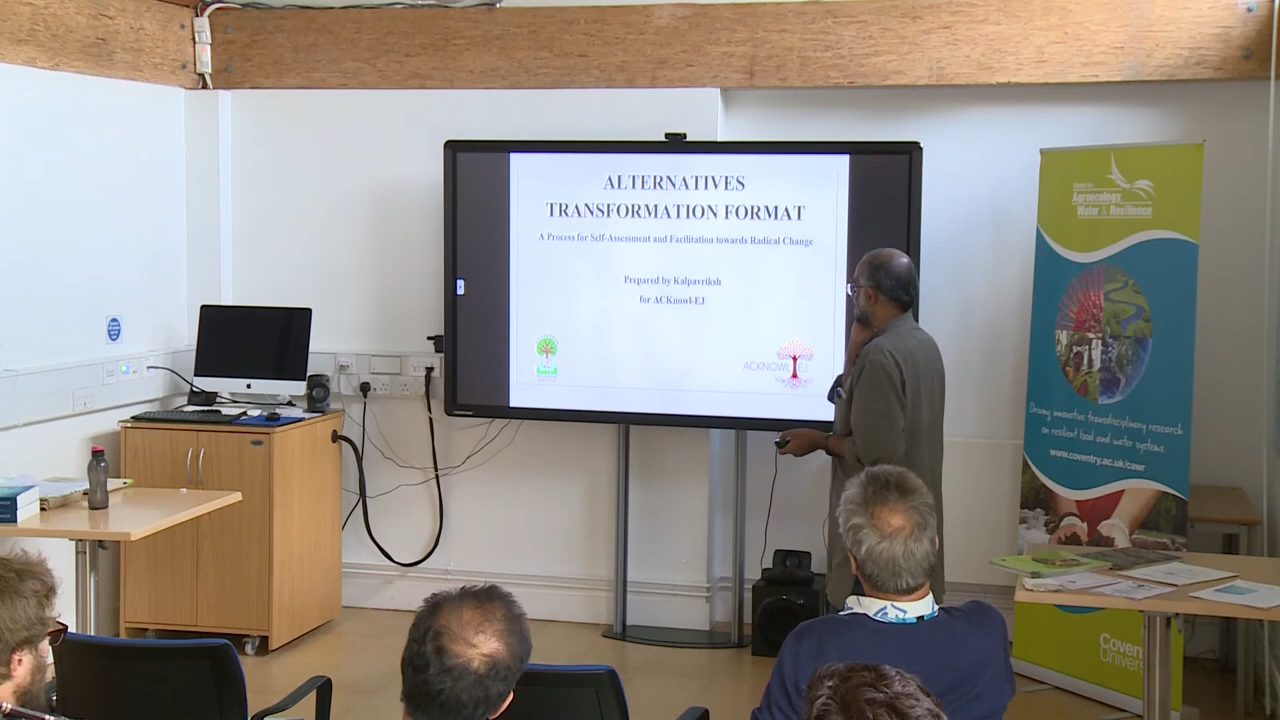 ALTERNATIVES
TRANSFORMATION FORMAT
A Process for Self-Assessment and Facilitation towards Radical Change
Prepared by Kalpavriksh
for ACKnowl-EJ
ACKNOWL-EJ
Centre for
Agroecology,
Water & Resilience
Driving innovative transdisciplinary research
on resilient food and water systems
www.coventry.ac.uk/cawr